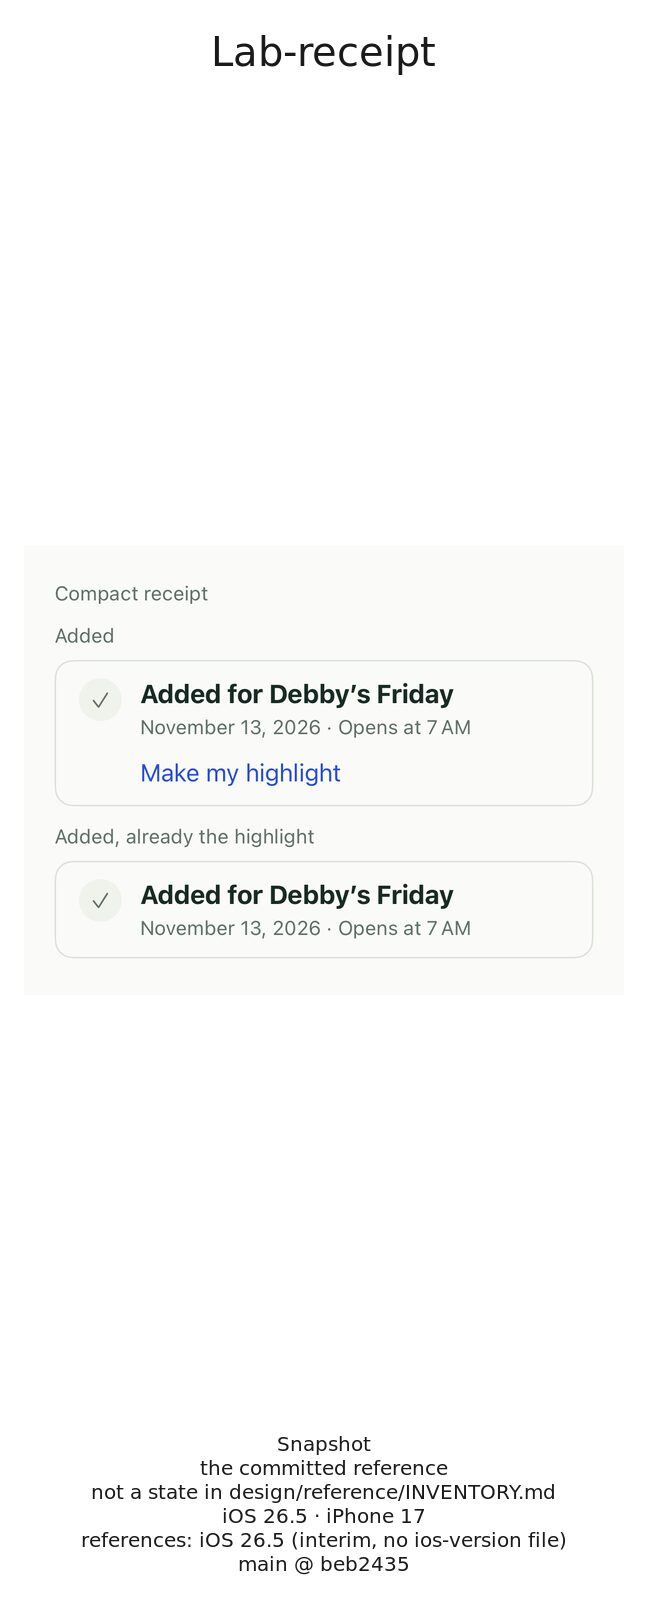 Lab-receipt
Compact receipt
Added
Added for Debby’s Friday
November 13, 2026 · Opens at 7 AM
Make my highlight
Added, already the highlight
Added for Debby’s Friday
November 13, 2026 · Opens at 7 AM
Snapshot
the committed reference
not a state in design/reference/INVENTORY.md
iOS 26.5 · iPhone 17
references: iOS 26.5 (interim, no ios-version file)
main @ beb2435